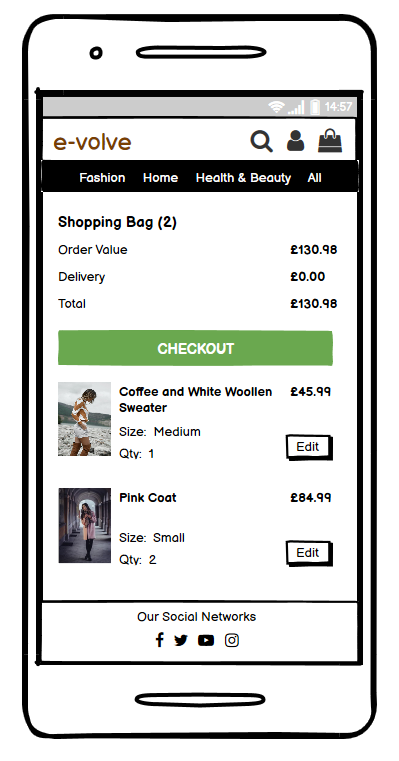 14:57
e-volve
Fashion Home Health & Beauty All
Shopping Bag (2)
Order Value £130.98
Delivery £0.00
Total £130.98
CHECKOUT
Coffee and White Woollen £45.99
Sweater
Size: Medium
Edit
Qty: 1
Pink Coat £84.99
Size: Small
Edit
Qty: 2
Our Social Networks